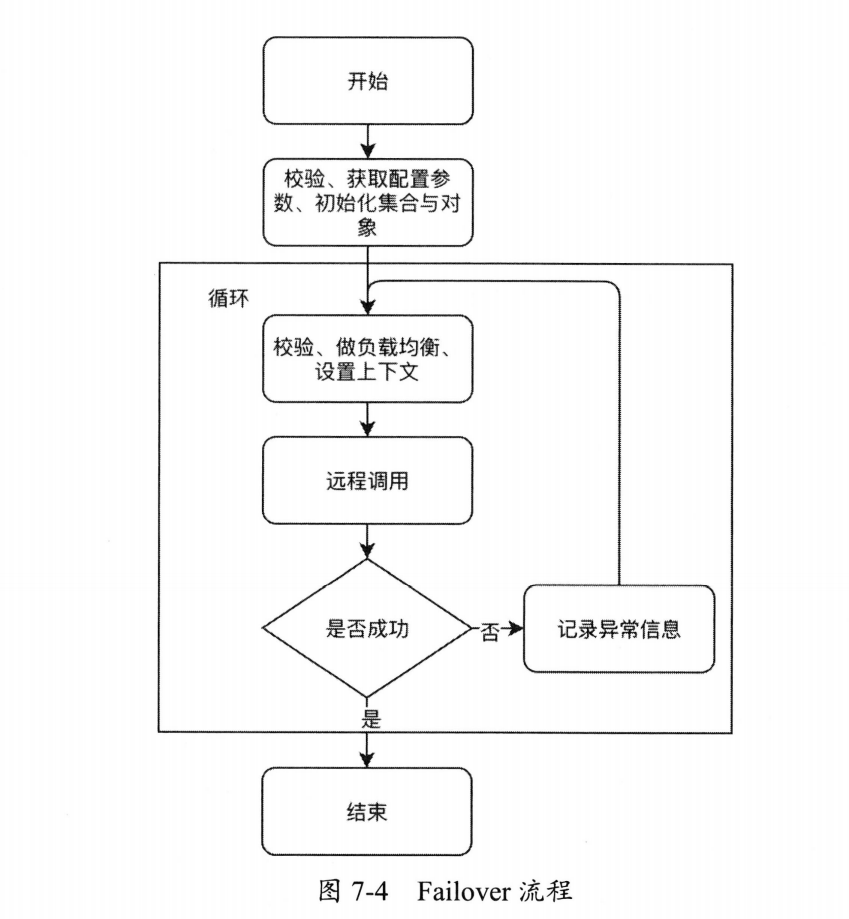 开始
校验、获取配置参
数、初始化集合与对
象
循环
校验、做负载均衡、
设置上下文
远程调用
是否成功
否
记录异常信息
是
结束
图 7-4 Failover 流程